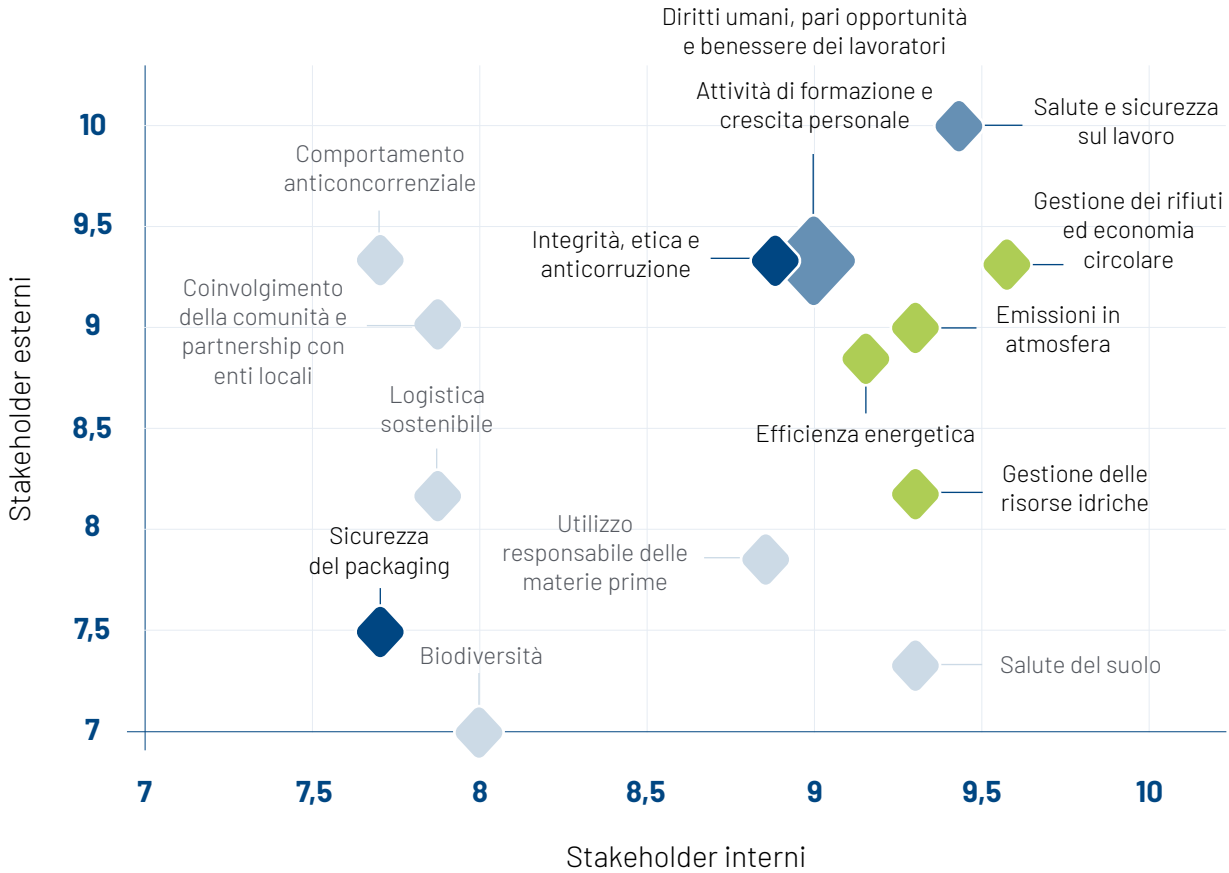 Diritti umani, pari opportunità
e benessere dei lavoratori
Attività di formazione e
crescita personale
Salute e sicurezza
sul lavoro
Comportamento
anticoncorrenziale
Gestione dei rifiuti
ed economia
circolare
Integrità, etica e
anticorruzione
Coinvolgimento
della comunità e
partnership con
enti locali
Emissioni in
atmosfera
Logistica
sostenibile
Efficienza energetica
Gestione delle
risorse idriche
Sicurezza
del packaging
Utilizzo
responsabile delle
materie prime
Biodiversità
Salute del suolo
Stakeholder esterni
10
9,5
9
8,5
8
7,5
7
7
7,5
8
8,5
9
9,5
10
Stakeholder interni